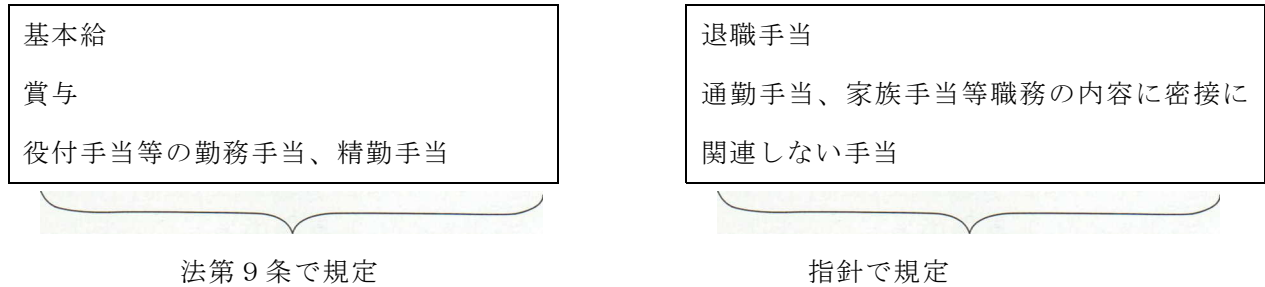 基本給
賞与
役付手当等の勤務手当、精勤手当
法第９条で規定
退職手当
通勤手当、家族手当等職務の内容に密接に
関連しない手当
指針で規定